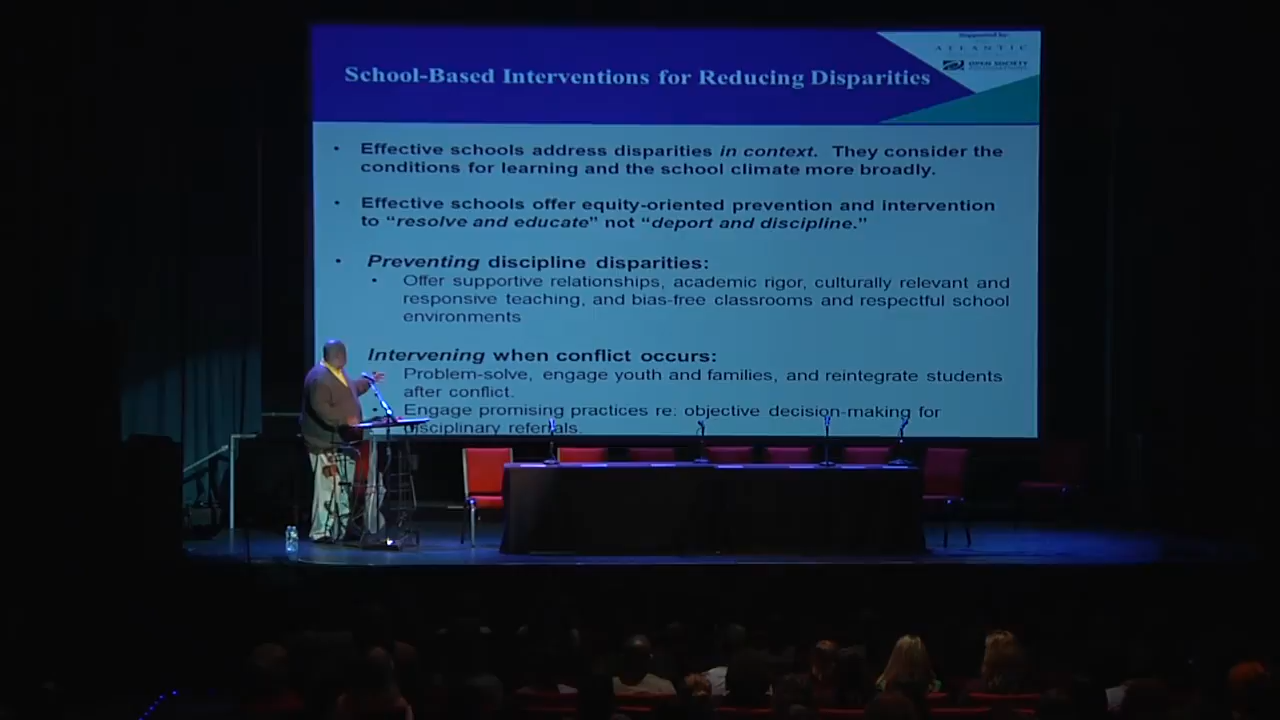 Supported by:
ATLANTIC
OPEN SOCIETY
School-Based Interventions for Reducing Disparities
• Effective schools address disparities in context. They consider the
conditions for learning and the school climate more broadly.
• Effective schools offer equity-oriented prevention and intervention
to “resolve and educate” not “deport and discipline.”
• Preventing discipline disparities:
• Offer supportive relationships, academic rigor, culturally relevant and
responsive teaching, and bias-free classrooms and respectful school
environments
Intervening when conflict occurs:
Problem-solve, engage youth and families, and reintegrate students
after conflict.
• Engage promising practices re: objective decision-making for
disciplinary referrals.